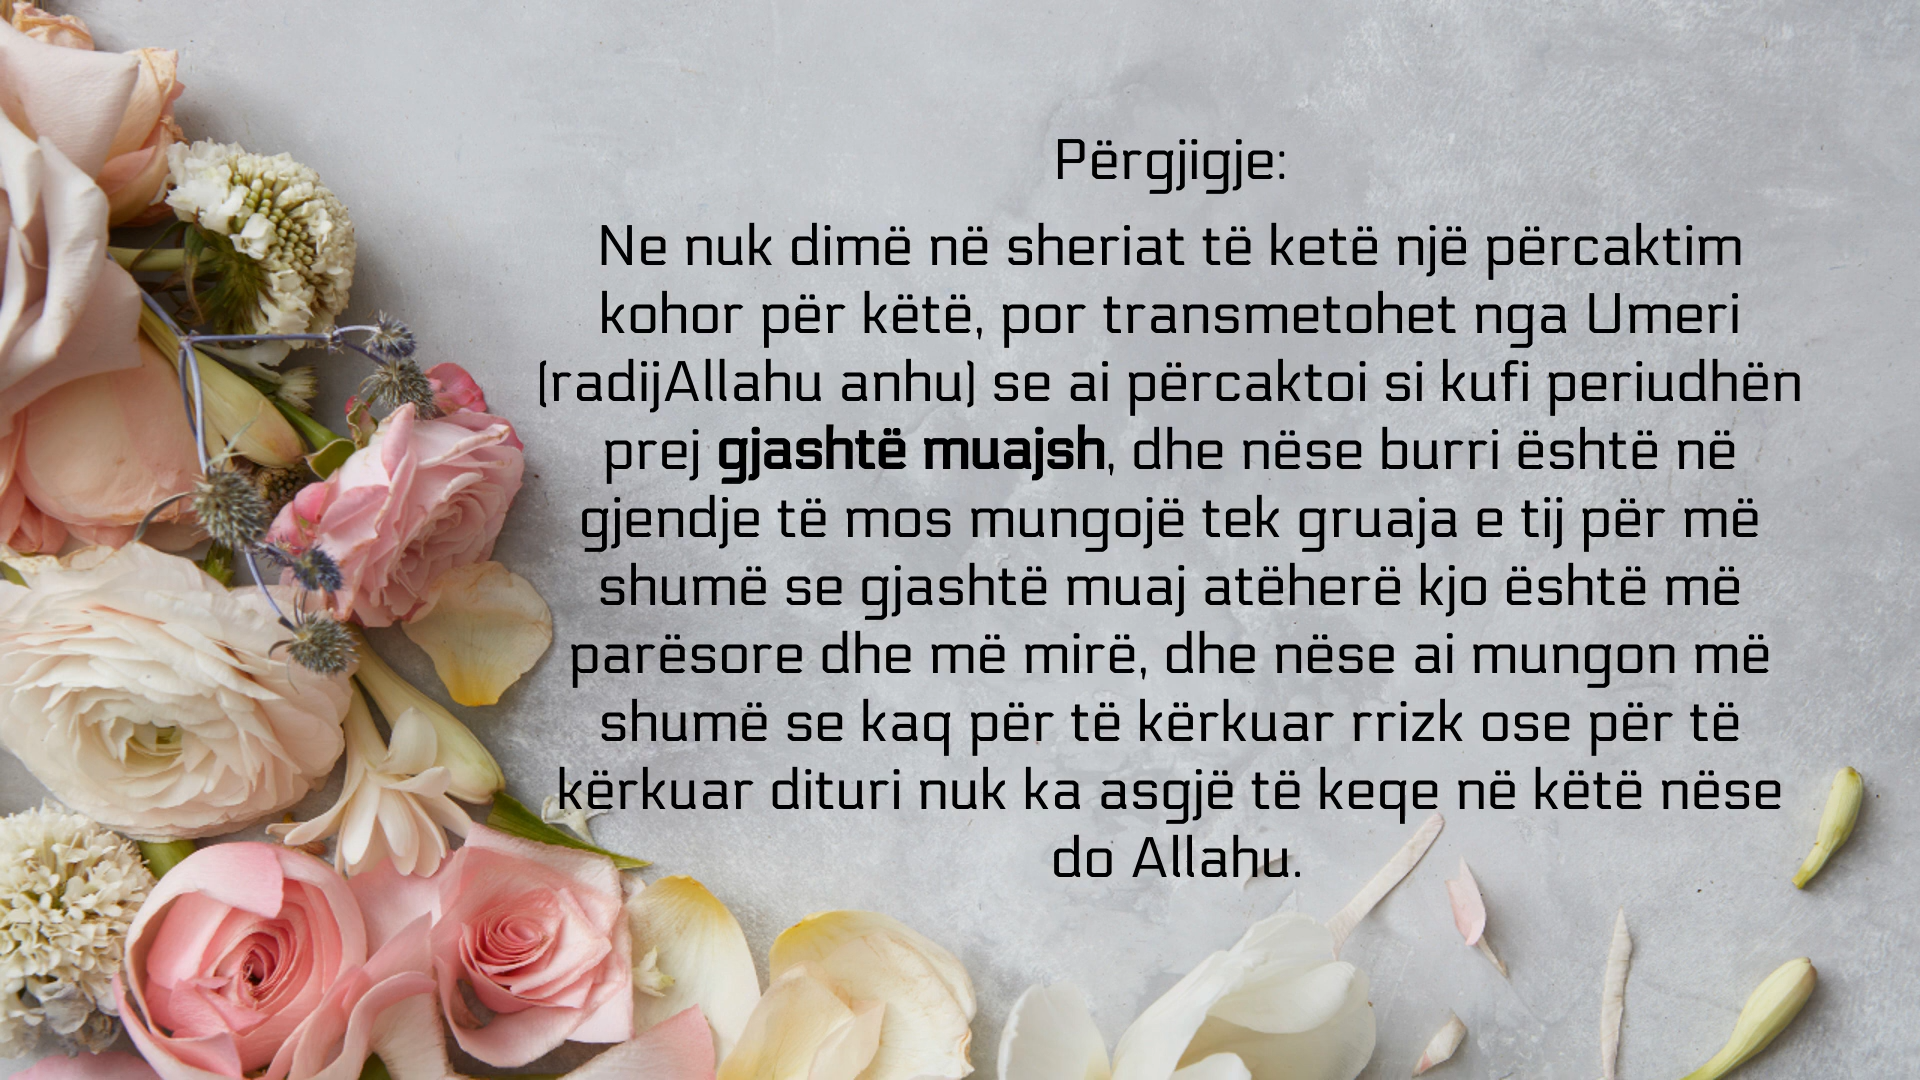 Përgjigje:
Ne nuk dimë në sheriat të ketë një përcaktim
kohor për këtë, por transmetohet nga Umeri
(radijAllahu anhu) se ai përcaktoi si kufi periudhën
prej gjashtë muajsh, dhe nëse burri është në
gjendje të mos mungojë tek gruaja e tij për më
shumë se gjashtë muaj atëherë kjo është më
parësore dhe më mirë, dhe nëse ai mungon më
shumë se kaq për të kërkuar rrizk ose për të
kërkuar dituri nuk ka asgjë të keqe në këtë nëse
do Allahu.